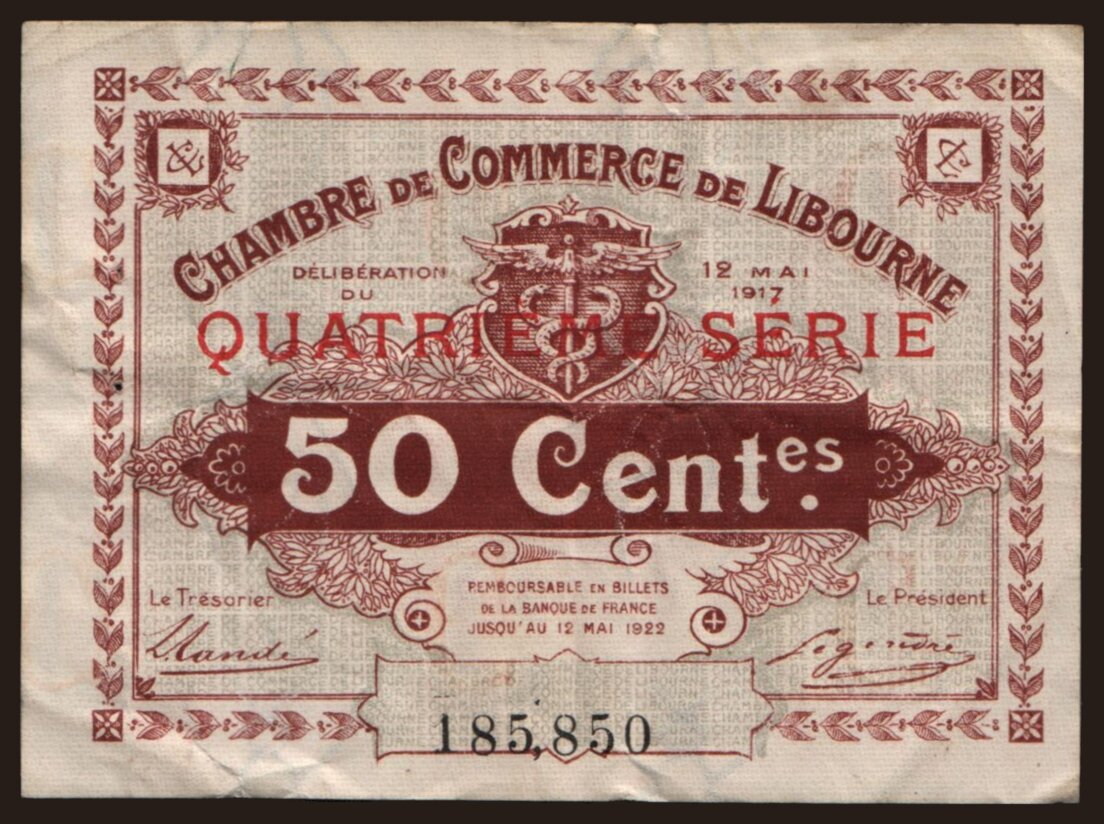 CHAMBRE DE COMMERCE DE LIBOURNE
DÉLIBÉRATION
DU
12 MAI
1917
QUATRIÈME SÉRIE
50 Centes.
REMBOURSABLE EN BILLETS
DE LA BANQUE DE FRANCE
JUSQU'AU 12 MAI 1922
Le Trésorier
Le Président
Legendre
185,850